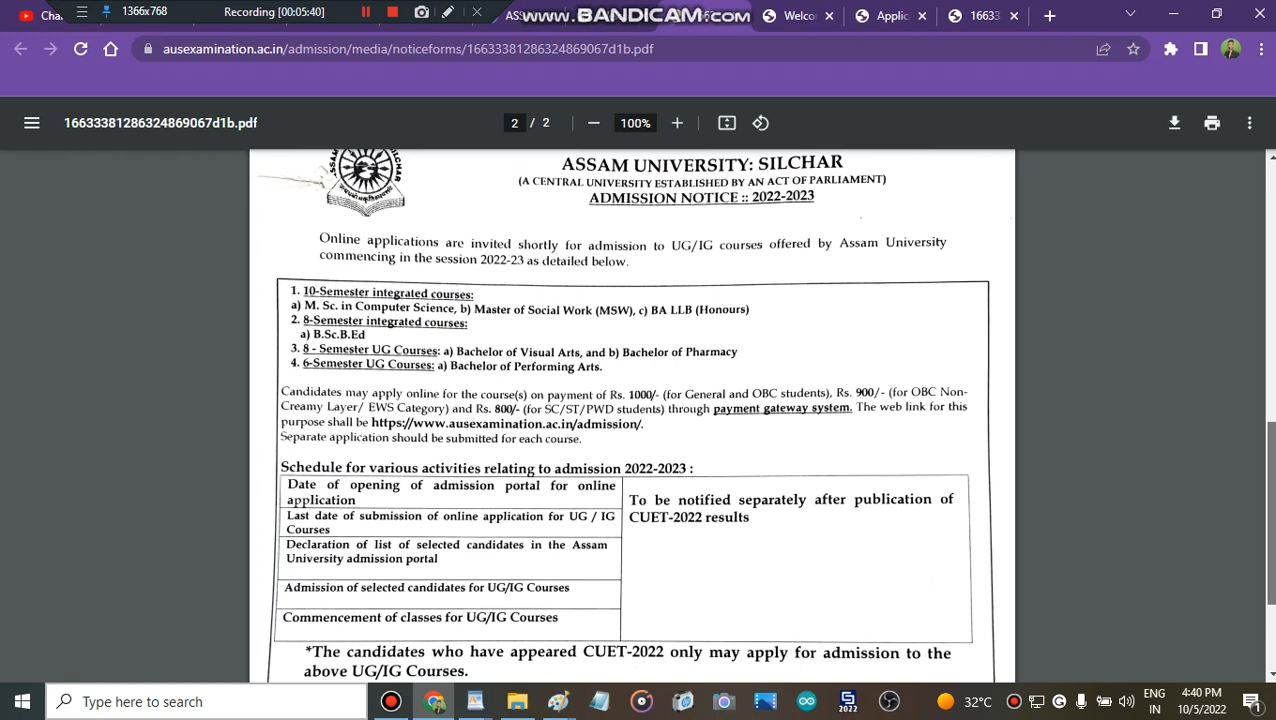 Cha
1366x768
Recording [00:05:40]
AS
www.BANDICAM.com
Welco
Applic
16633
ausexamination.ac.in/admission/media/noticeforms/16633381286324869067d1b.pdf
16633381286324869067d1b.pdf
2 / 2
100%
SILCHAR
ASSAM UNIVERSITY: SILCHAR
(A CENTRAL UNIVERSITY ESTABLISHED BY AN ACT OF PARLIAMENT)
ADMISSION NOTICE :: 2022-2023
Online applications are invited shortly for admission to UG/IG courses offered by Assam University
commencing in the session 2022-23 as detailed below.
1. 10-Semester integrated courses:
a) M. Sc. in Computer Science, b) Master of Social Work (MSW), c) BA LLB (Honours)
2. 8-Semester integrated courses:
a) B.Sc.B.Ed
3. 8 - Semester UG Courses: a) Bachelor of Visual Arts, and b) Bachelor of Pharmacy
4. 6-Semester UG Courses: a) Bachelor of Performing Arts.
Candidates may apply online for the course(s) on payment of Rs. 1000/- (for General and OBC students), Rs. 900/- (for OBC Non-
Creamy Layer/ EWS Category) and Rs. 800/- (for SC/ST/PWD students) through payment gateway system. The web link for this
purpose shall be https://www.ausexamination.ac.in/admission/.
Separate application should be submitted for each course.
Schedule for various activities relating to admission 2022-2023 :
Date of opening of admission portal for online
application
To be notified separately after publication of
CUET-2022 results
Last date of submission of online application for UG / IG
Courses
Declaration of list of selected candidates in the Assam
University admission portal
Admission of selected candidates for UG/IG Courses
Commencement of classes for UG/IG Courses
*The candidates who have appeared CUET-2022 only may apply for admission to the
above UG/IG Courses.
Type here to search
32°C
ENG
IN
4:40 PM
10/5/2022